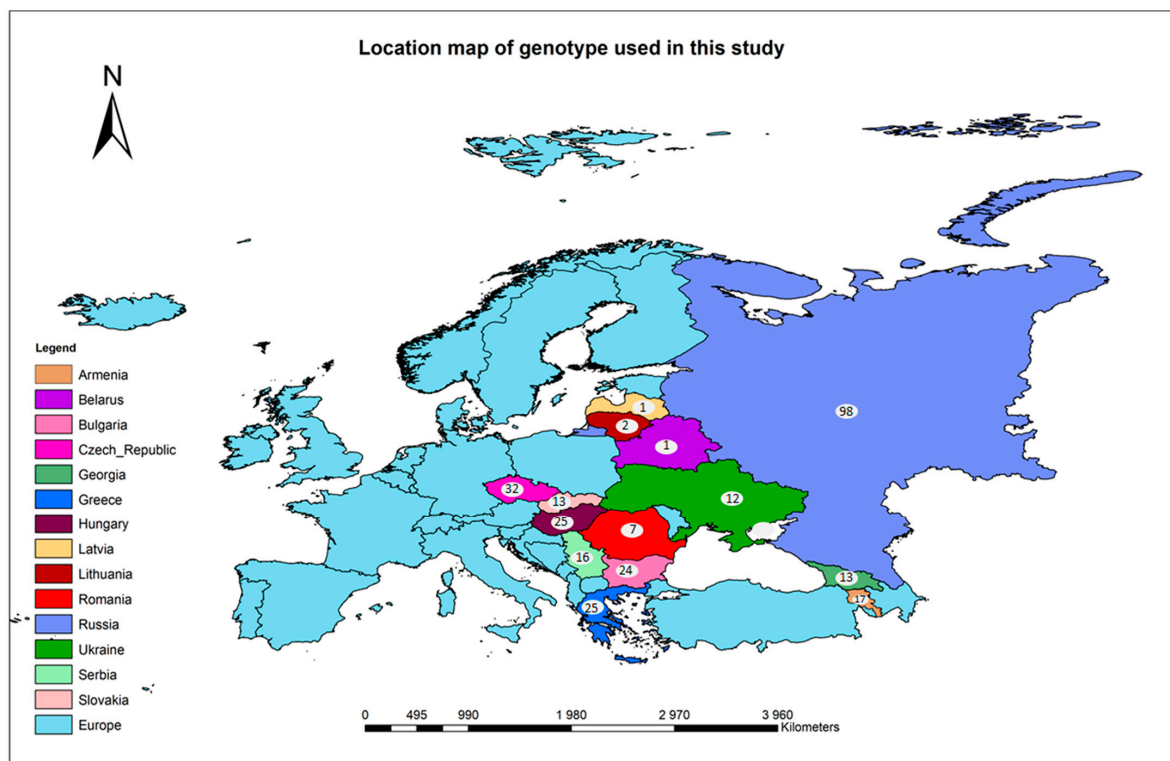 Location map of genotype used in this study
N
Legend
Armenia
Belarus
Bulgaria
Czech_Republic
Georgia
Greece
Hungary
Latvia
Lithuania
Romania
Russia
Ukraine
Serbia
Slovakia
Europe
98
1
2
1
32
13
12
25
7
16
24
25
13
17
0 495 990 1 980 2 970 3 960
Kilometers